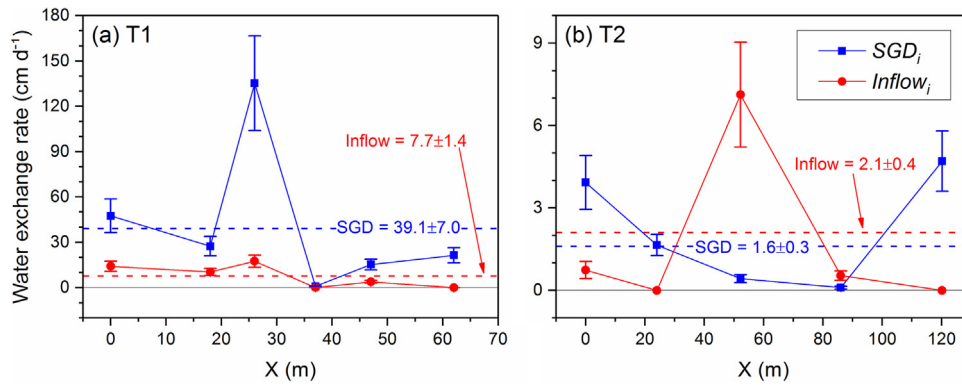 (a) T1
Water exchange rate (cm d⁻¹)
180
150
120
90
60
30
0
Inflow = 7.7±1.4
SGD = 39.1±7.0
0 10 20 30 40 50 60 70
X (m)
(b) T2
SGDᵢ
Inflowᵢ
9
6
3
0
Inflow = 2.1±0.4
SGD = 1.6±0.3
0 20 40 60 80 100 120
X (m)